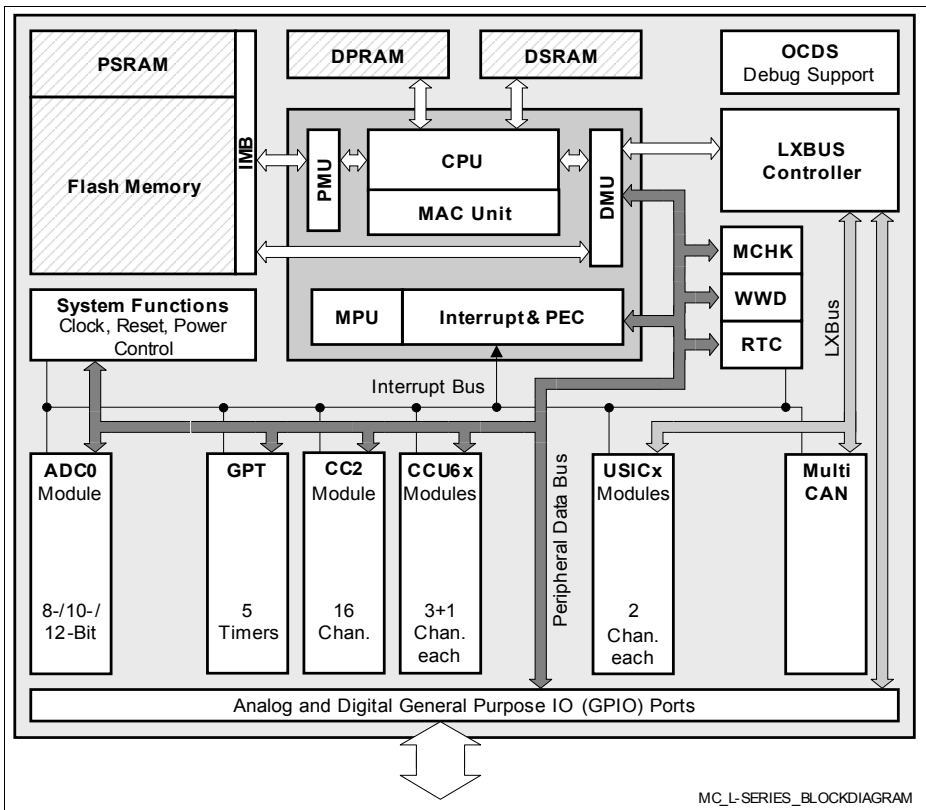 PSRAM
Flash Memory
IMB
DPRAM
DSRAM
OCDS
Debug Support
PMU
CPU
MAC Unit
DMU
LXBUS
Controller
MCHK
WWD
RTC
LXBus
System Functions
Clock, Reset, Power
Control
MPU
Interrupt & PEC
Interrupt Bus
Peripheral Data Bus
ADC0
Module
8-/10-/
12-Bit
GPT
5
Timers
CC2
Module
16
Chan.
CCU6x
Modules
3+1
Chan.
each
USICx
Modules
2
Chan.
each
Multi
CAN
Analog and Digital General Purpose IO (GPIO) Ports
MC_L-SERIES_BLOCKDIAGRAM